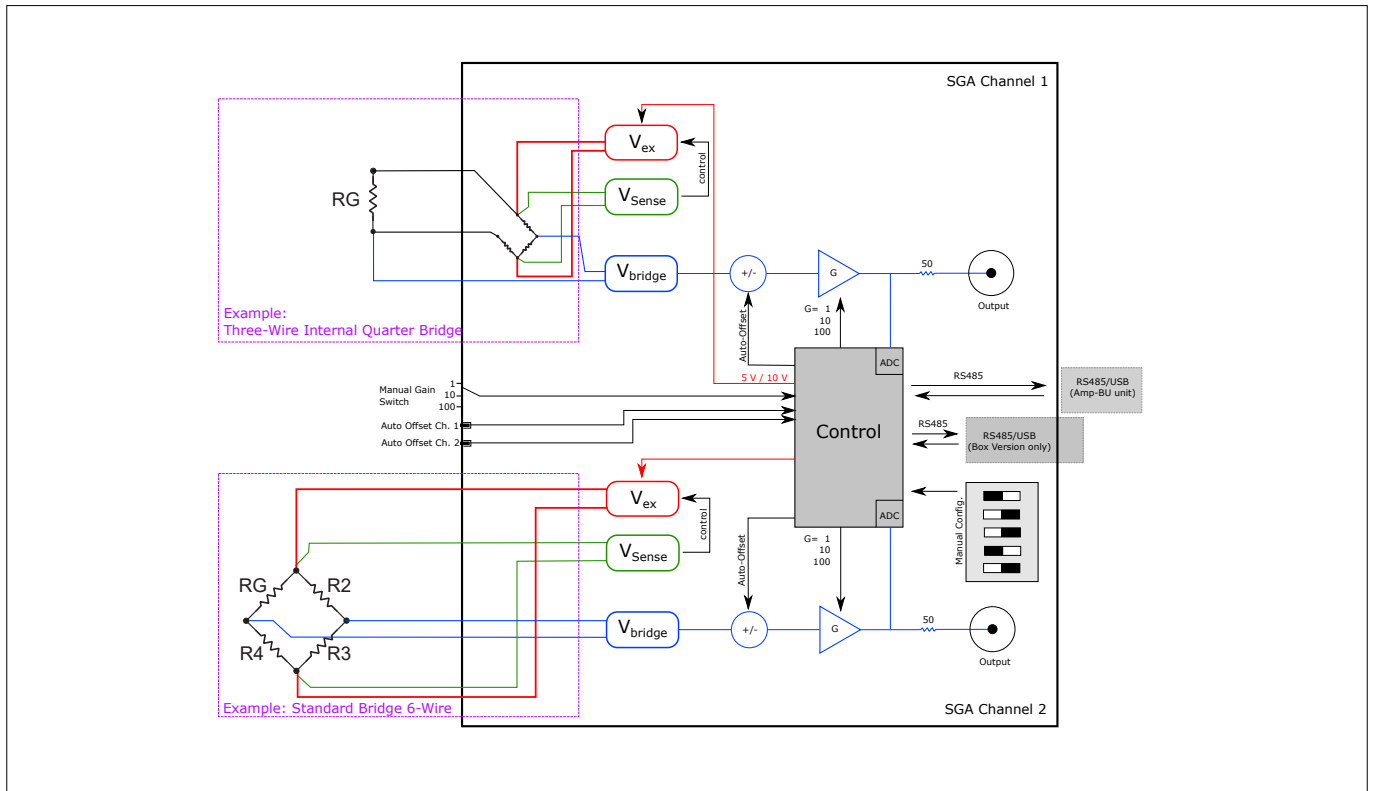 SGA Channel 1
Vex
control
VSense
RG
Vbridge
+/-
G
50
Output
Example:
Three-Wire Internal Quarter Bridge
Auto-Offset
G= 1
10
100
ADC
5 V / 10 V
RS485
RS485/USB
(Amp-BU unit)
Manual Gain
Switch
1
10
100
Auto Offset Ch. 1
Auto Offset Ch. 2
Control
RS485
RS485/USB
(Box Version only)
Manual Config.
ADC
Vex
control
VSense
Auto-Offset
G= 1
10
100
RG
R2
R4
R3
Vbridge
+/-
G
50
Output
Example: Standard Bridge 6-Wire
SGA Channel 2